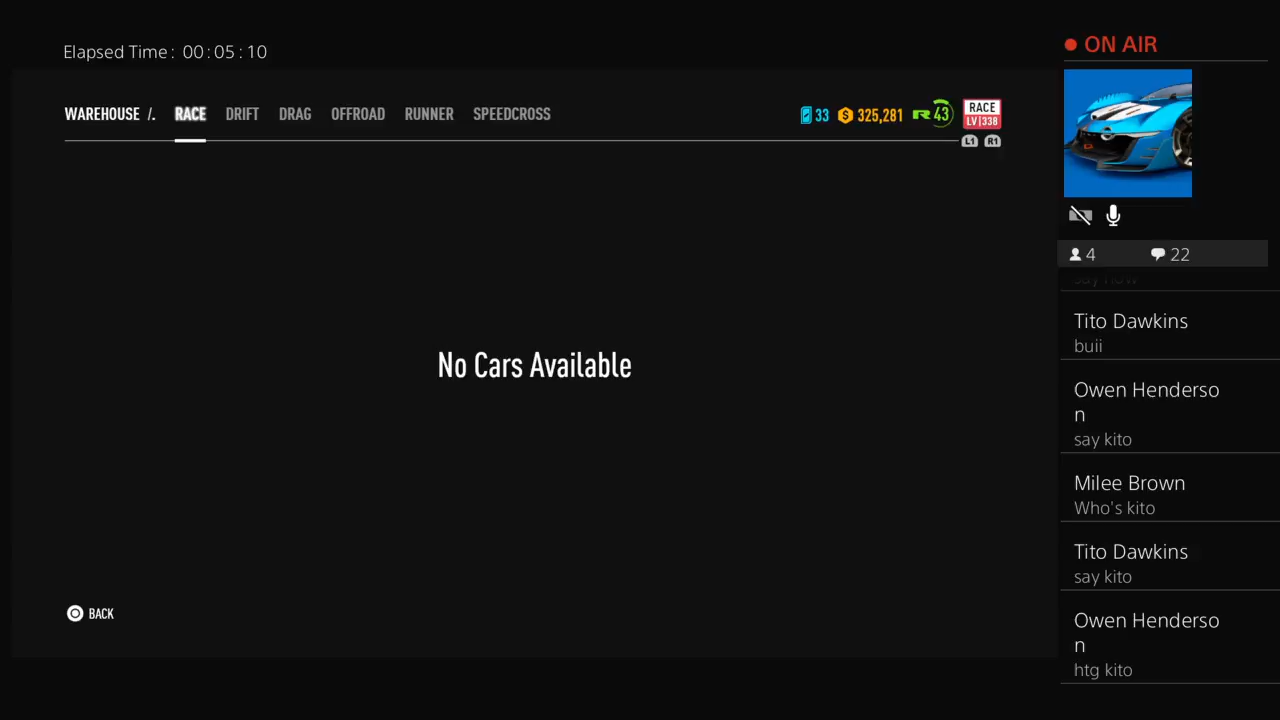 Elapsed Time: 00:05:10
ON AIR
WAREHOUSE /. RACE DRIFT DRAG OFFROAD RUNNER SPEEDCROSS
33 325,281 R 43 RACE
LV|338
L1 R1
4 22
say now
Tito Dawkins
buii
Owen Henderso
n
say kito
Milee Brown
Who's kito
Tito Dawkins
say kito
Owen Henderso
n
htg kito
No Cars Available
BACK